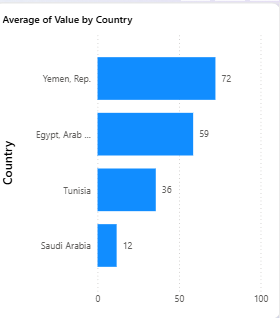 Average of Value by Country
Country
Yemen, Rep.
72
Egypt, Arab ...
59
Tunisia
36
Saudi Arabia
12
0
50
100